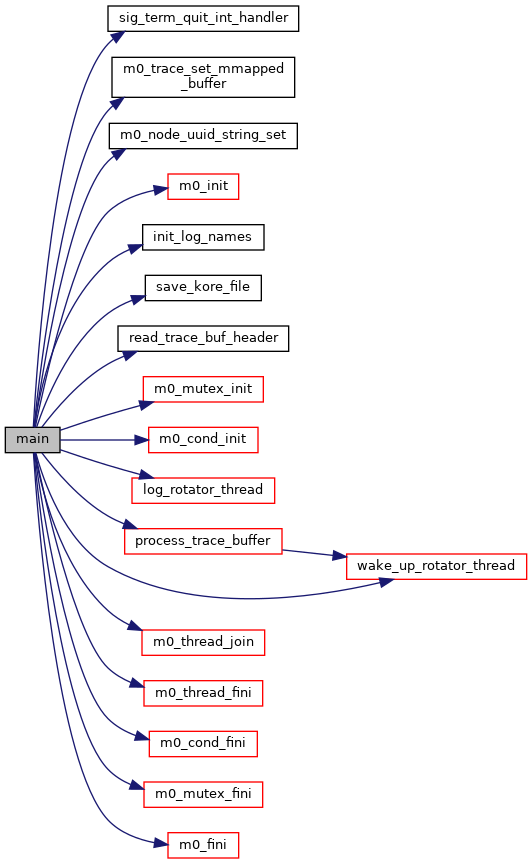 sig_term_quit_int_handler
m0_trace_set_mmapped
_buffer
m0_node_uuid_string_set
m0_init
init_log_names
save_kore_file
read_trace_buf_header
m0_mutex_init
main
m0_cond_init
log_rotator_thread
process_trace_buffer
wake_up_rotator_thread
m0_thread_join
m0_thread_fini
m0_cond_fini
m0_mutex_fini
m0_fini